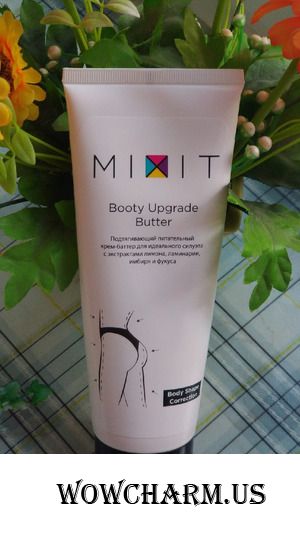 MIXIT
Booty Upgrade
Butter
Подтягивающий питательный
крем-баттер для идеального силуэта
с экстрактами лимона, ламинарии,
имбиря и фукуса
Body Shape
Correction
WOWCHARM.US